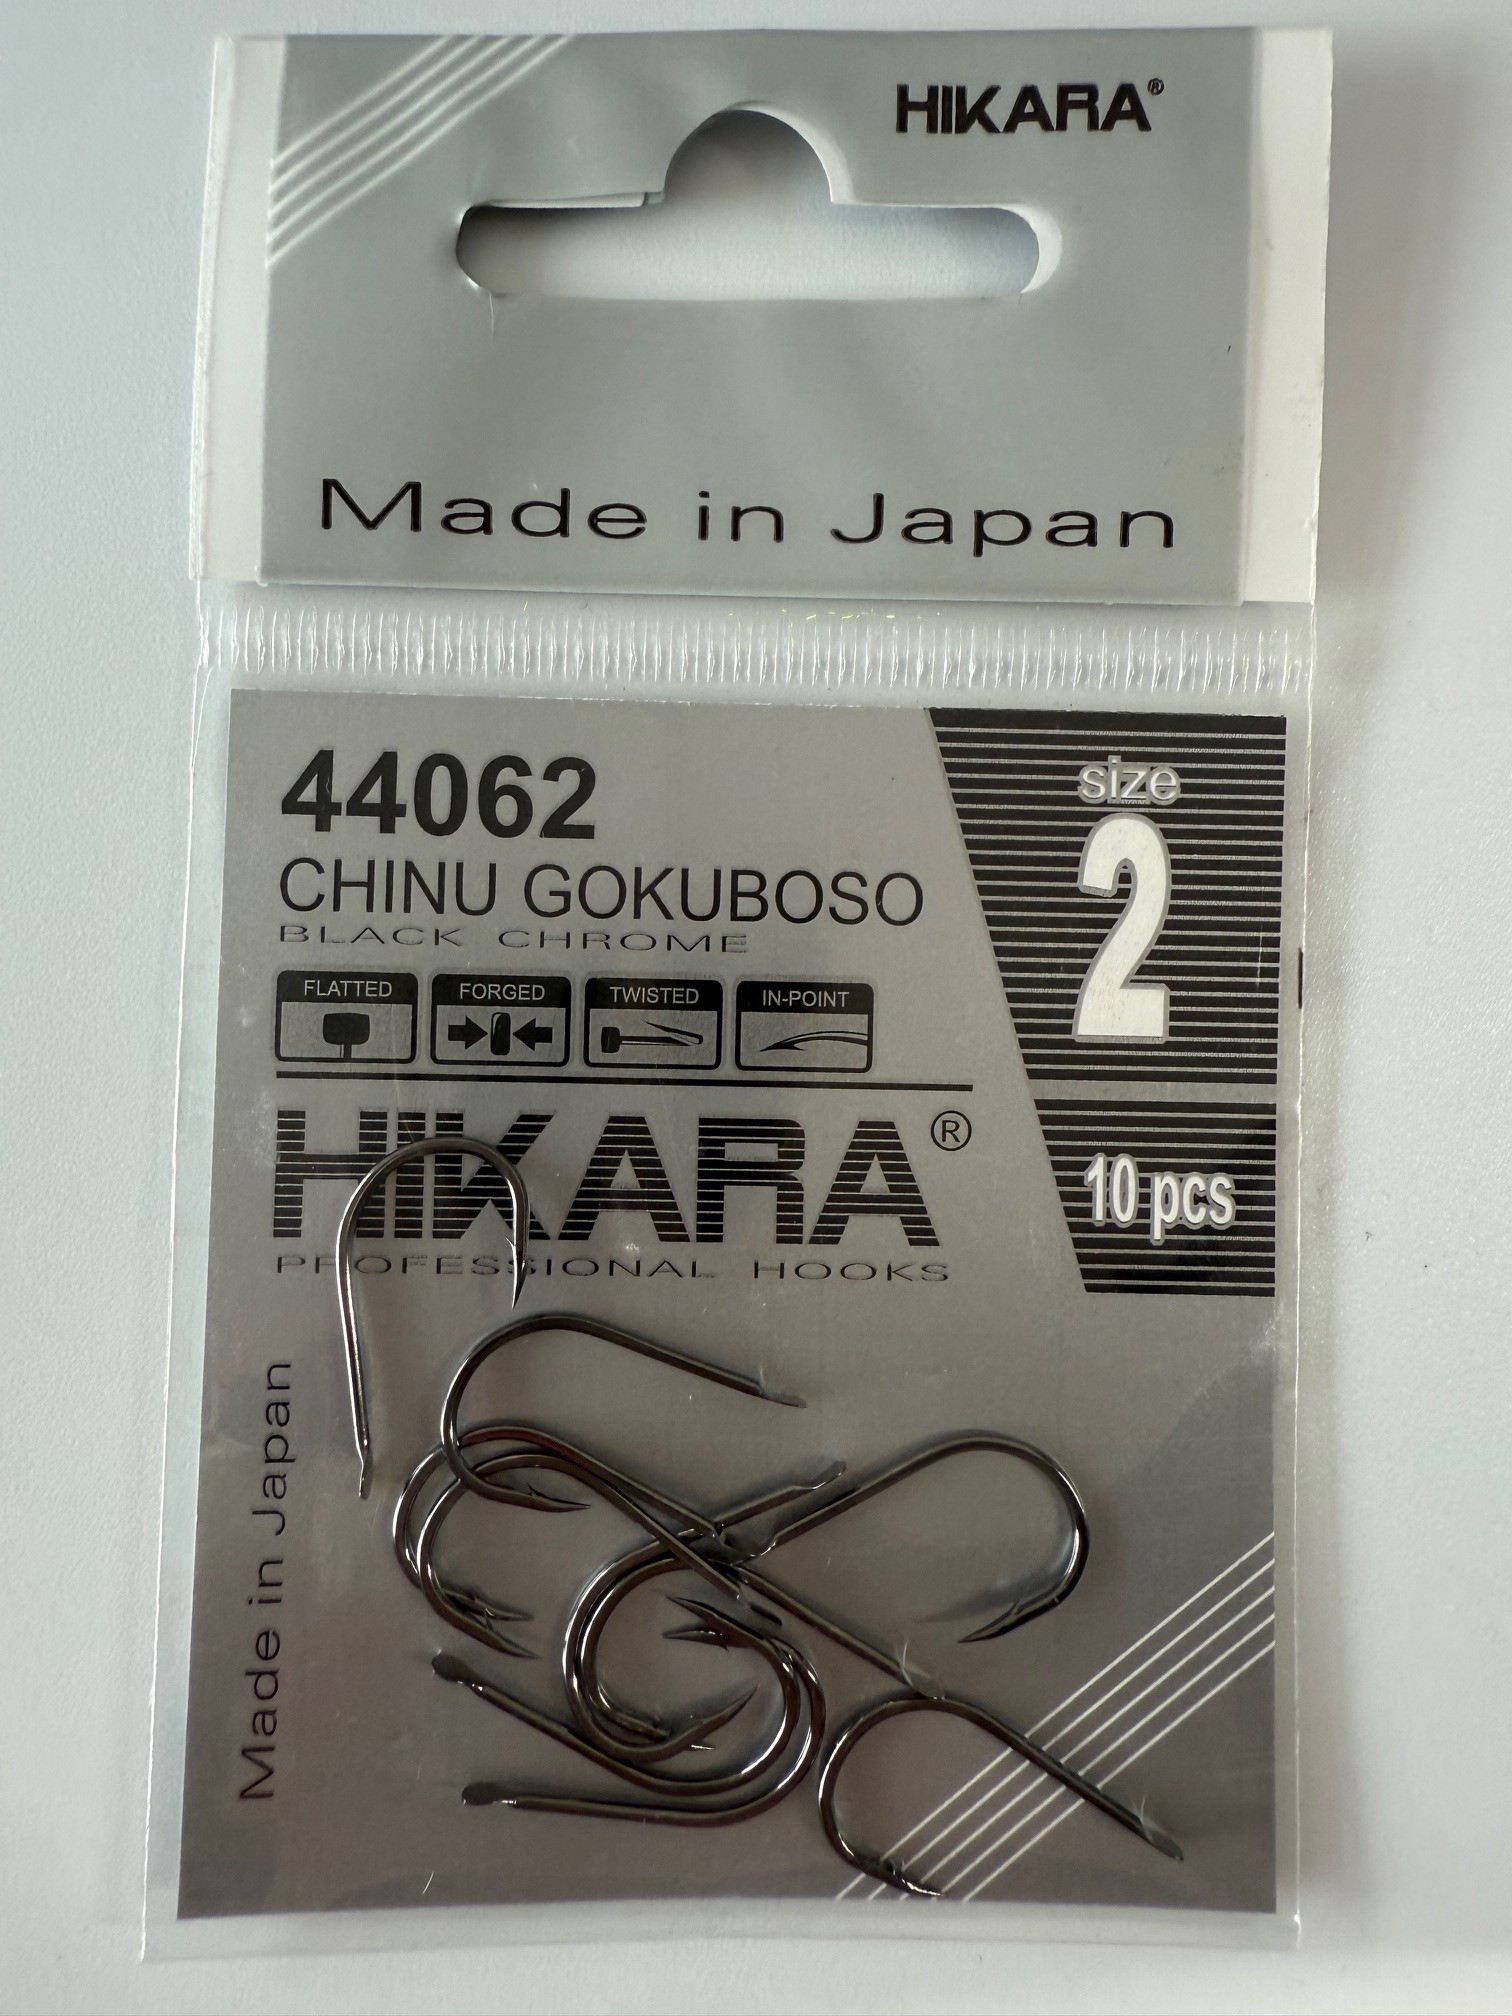 HIKARA®
Made in Japan
44062
CHINU GOKUBOSO
BLACK CHROME
size
2
FLATTED FORGED TWISTED IN-POINT
HIKARA®
PROFESSIONAL HOOKS
10 pcs
Made in Japan